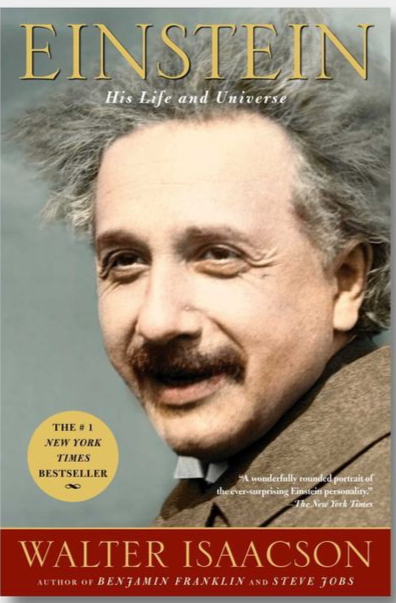 EINSTEIN
His Life and Universe
THE #1
NEW YORK
TIMES
BESTSELLER
"A wonderfully rounded portrait of
the ever-surprising Einstein personality."
—The New York Times
WALTER ISAACSON
AUTHOR OF BENJAMIN FRANKLIN AND STEVE JOBS